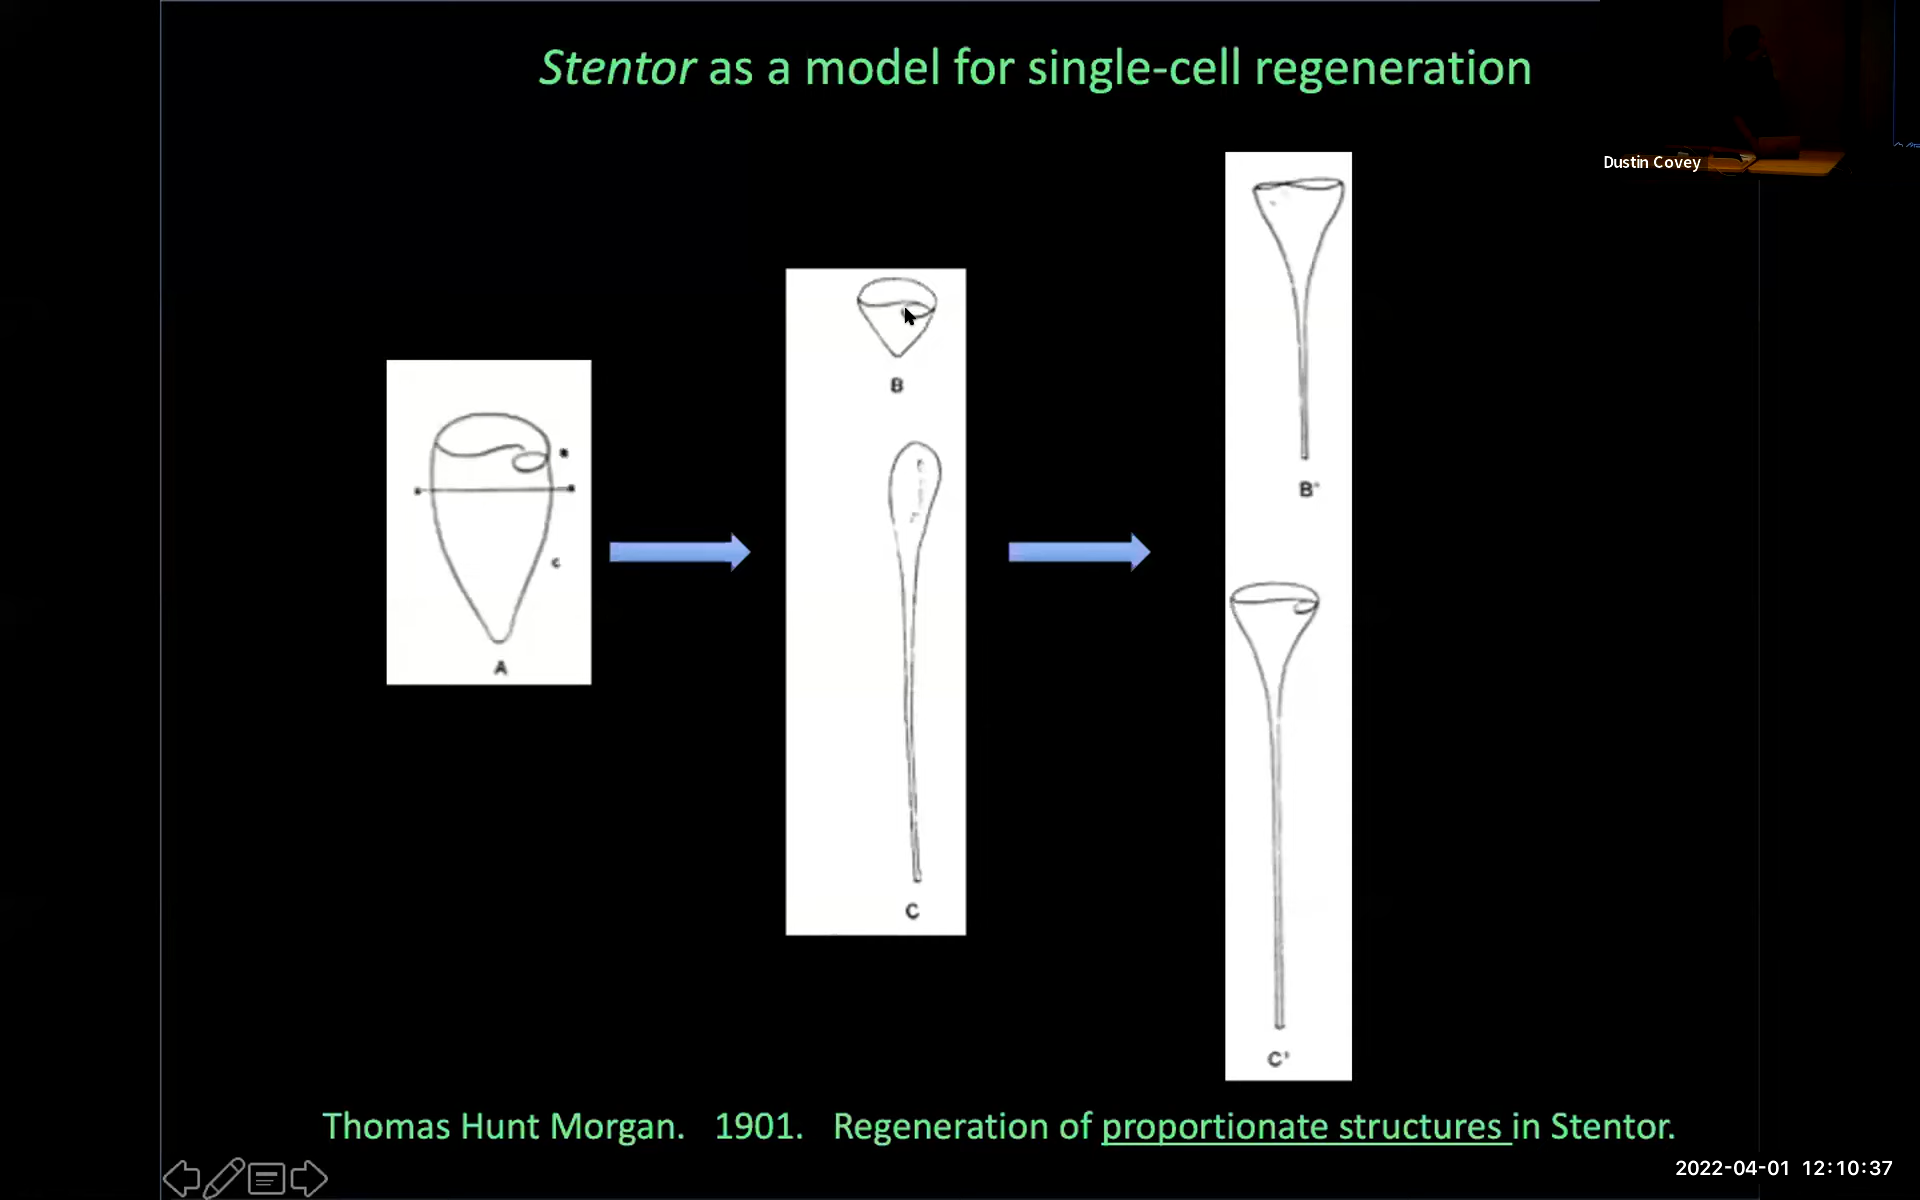 Stentor as a model for single-cell regeneration
Dustin Covey
B
c
A
B'
C
C'
Thomas Hunt Morgan. 1901. Regeneration of proportionate structures in Stentor.
2022-04-01 12:10:37